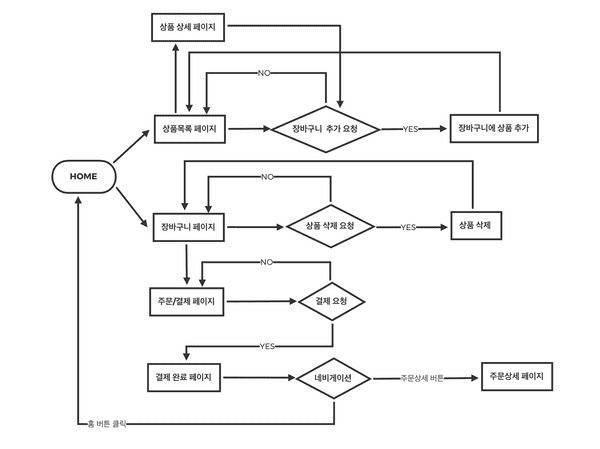 상품 상세 페이지
NO
상품목록 페이지
장바구니 추가 요청
YES
장바구니에 상품 추가
HOME
NO
장바구니 페이지
상품 삭제 요청
YES
상품 삭제
NO
주문/결제 페이지
결제 요청
YES
결제 완료 페이지
네비게이션
주문상세 버튼
주문상세 페이지
홈 버튼 클릭